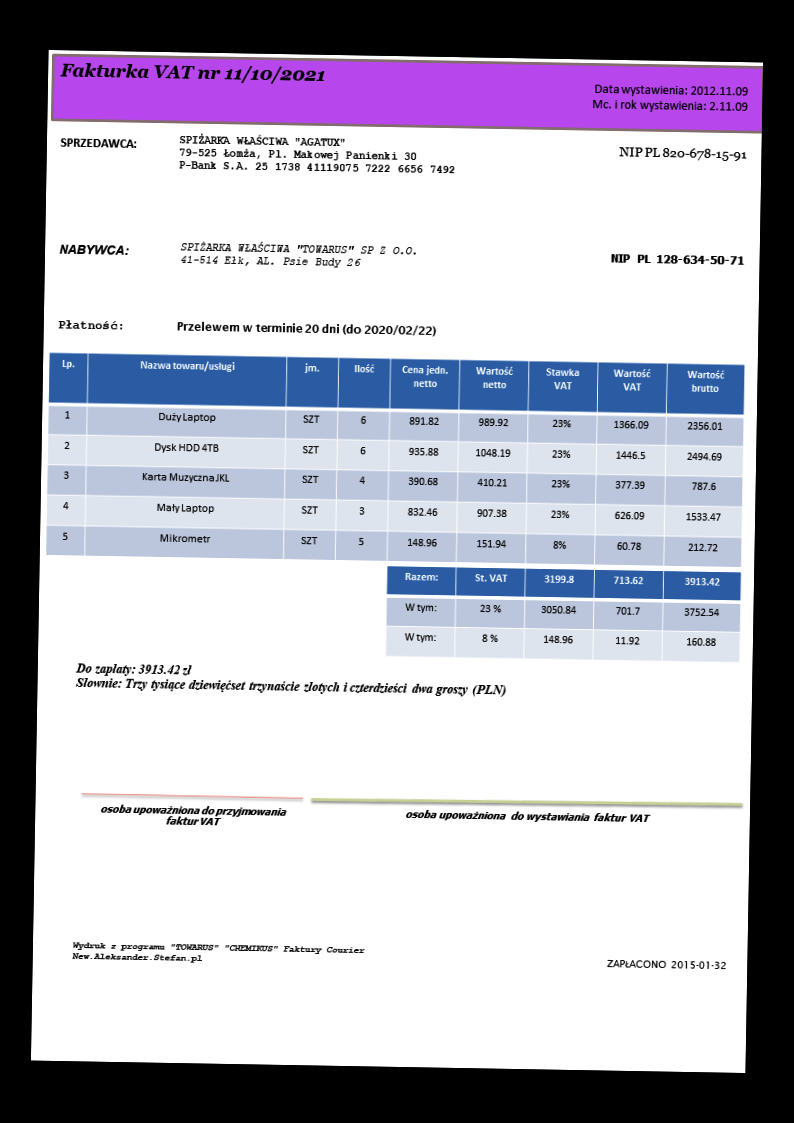 Fakturka VAT nr 11/10/2021
Data wystawienia: 2012.11.09
Mc. i rok wystawienia: 2.11.09
SPRZEDAWCA:
SPIŻARKA WŁAŚCIWA "AGATUX"
79-525 Łomża, Pl. Makowej Panienki 30
P-Bank S.A. 25 1738 41119075 7222 6656 7492
NIP PL 820-678-15-91
NABYWCA:
SPIŻARKA WŁAŚCIWA "TOWARUS" SP Z O.O.
41-514 Ełk, AL. Psie Budy 26
NIP PL 128-634-50-71
Płatność: Przelewem w terminie 20 dni (do 2020/02/22)
Lp. Nazwa towaru/usługi jm. Ilość Cena jedn. netto Wartość netto Stawka VAT Wartość VAT Wartość brutto
1 Duży Laptop SZT 6 891.82 989.92 23% 1366.09 2356.01
2 Dysk HDD 4TB SZT 6 935.88 1048.19 23% 1446.5 2494.69
3 Karta Muzyczna JKL SZT 4 390.68 410.21 23% 377.39 787.6
4 Mały Laptop SZT 3 832.46 907.38 23% 626.09 1533.47
5 Mikrometr SZT 5 148.96 151.94 8% 60.78 212.72
Razem: St. VAT 3199.8 713.62 3913.42
W tym: 23 % 3050.84 701.7 3752.54
W tym: 8 % 148.96 11.92 160.88
Do zapłaty: 3913.42 zł
Słownie: Trzy tysiące dziewięćset trzynaście złotych i czterdzieści dwa groszy (PLN)
osoba upoważniona do przyjmowania
faktur VAT
osoba upoważniona do wystawiania faktur VAT
Wydruk z programu "TOWARUS" "CHEMIKUS" Faktury Courier
New.Aleksander.Stefan.pl
ZAPŁACONO 2015-01-32